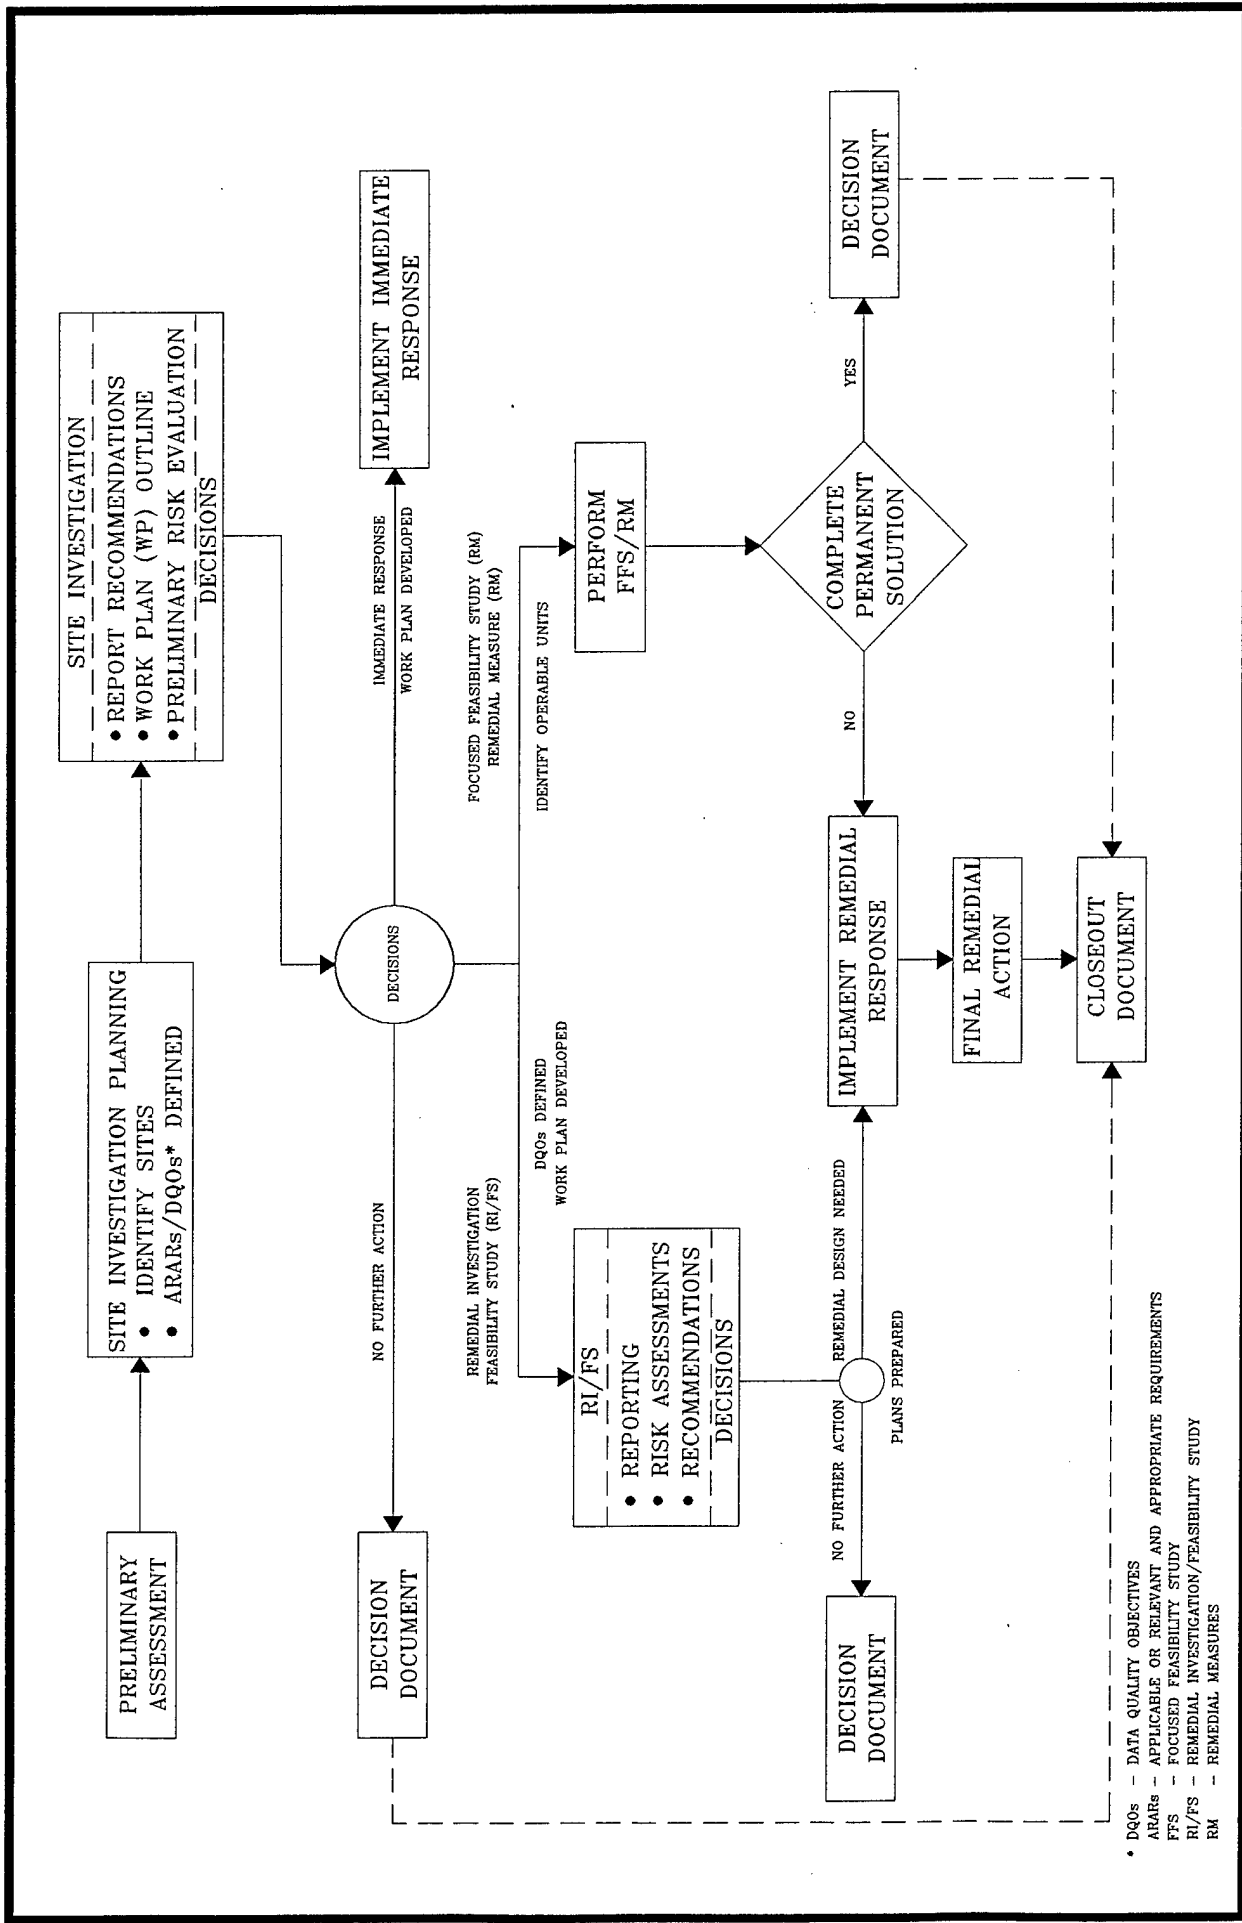 PRELIMINARY
ASSESSMENT
SITE INVESTIGATION PLANNING
• IDENTIFY SITES
• ARARs/DQOs* DEFINED
SITE INVESTIGATION
• REPORT RECOMMENDATIONS
• WORK PLAN (WP) OUTLINE
• PRELIMINARY RISK EVALUATION
DECISIONS
DECISION
DOCUMENT
NO FURTHER ACTION
DECISIONS
IMMEDIATE RESPONSE
WORK PLAN DEVELOPED
IMPLEMENT IMMEDIATE
RESPONSE
REMEDIAL INVESTIGATION
FEASIBILITY STUDY (RI/FS)
DQOs DEFINED
WORK PLAN DEVELOPED
FOCUSED FEASIBILITY STUDY (RM)
REMEDIAL MEASURE (RM)
IDENTIFY OPERABLE UNITS
RI/FS
• REPORTING
• RISK ASSESSMENTS
• RECOMMENDATIONS
DECISIONS
PERFORM
FFS/RM
DECISION
DOCUMENT
NO FURTHER ACTION
REMEDIAL DESIGN NEEDED
PLANS PREPARED
IMPLEMENT REMEDIAL
RESPONSE
NO
COMPLETE
PERMANENT
SOLUTION
YES
DECISION
DOCUMENT
FINAL REMEDIAL
ACTION
CLOSEOUT
DOCUMENT
* DQOs – DATA QUALITY OBJECTIVES
ARARs – APPLICABLE OR RELEVANT AND APPROPRIATE REQUIREMENTS
FFS – FOCUSED FEASIBILITY STUDY
RI/FS – REMEDIAL INVESTIGATION/FEASIBILITY STUDY
RM – REMEDIAL MEASURES